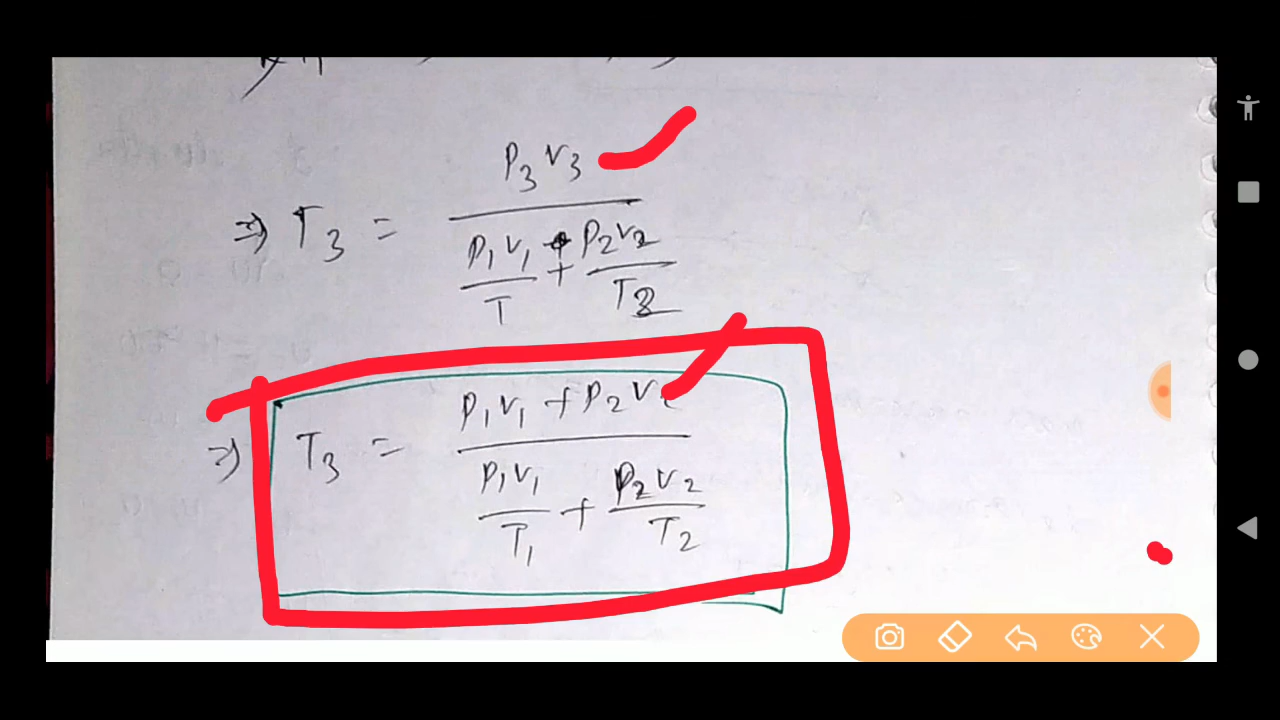 ⇒ T₃ = P₃V₃ / (P₁V₁/T + P₂V₂/T₂)
⇒ T₃ = (P₁V₁ + P₂V₂) / (P₁V₁/T₁ + P₂V₂/T₂)